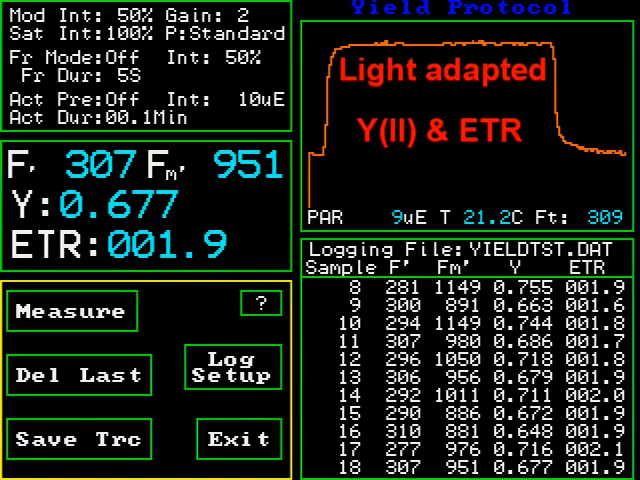 Mod Int: 50% Gain: 2
Sat Int:100% P:Standard
Fr Mode:Off Int: 50%
Fr Dur: 5S
Act Pre:Off Int: 10uE
Act Dur:00.1Min
F' 307 Fm' 951
Y:0.677
ETR:001.9
Measure
?
Del Last
Log Setup
Save Trc
Exit
Yield Protocol
Light adapted
Y(II) & ETR
PAR 9uE T 21.2C Ft: 309
Logging File:YIELDTST.DAT
Sample F' Fm' Y ETR
8 281 1149 0.755 001.9
9 300 891 0.663 001.6
10 294 1149 0.744 001.8
11 307 980 0.686 001.7
12 296 1050 0.718 001.8
13 306 956 0.679 001.9
14 292 1011 0.711 002.0
15 290 886 0.672 001.9
16 310 881 0.648 001.9
17 277 976 0.716 002.1
18 307 951 0.677 001.9